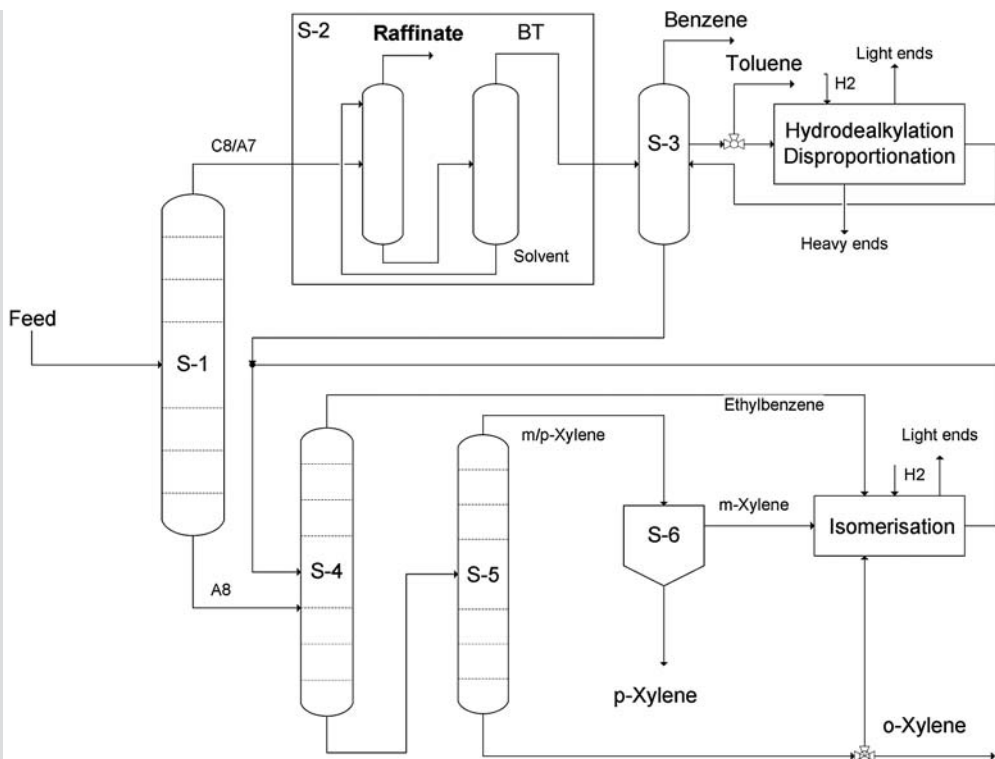 S-2
Raffinate
BT
Benzene
Toluene
Light ends
H2
C8/A7
S-3
Hydrodealkylation
Disproportionation
Solvent
Heavy ends
Feed
S-1
Ethylbenzene
m/p-Xylene
Light ends
H2
m-Xylene
S-6
Isomerisation
S-4
S-5
A8
p-Xylene
o-Xylene